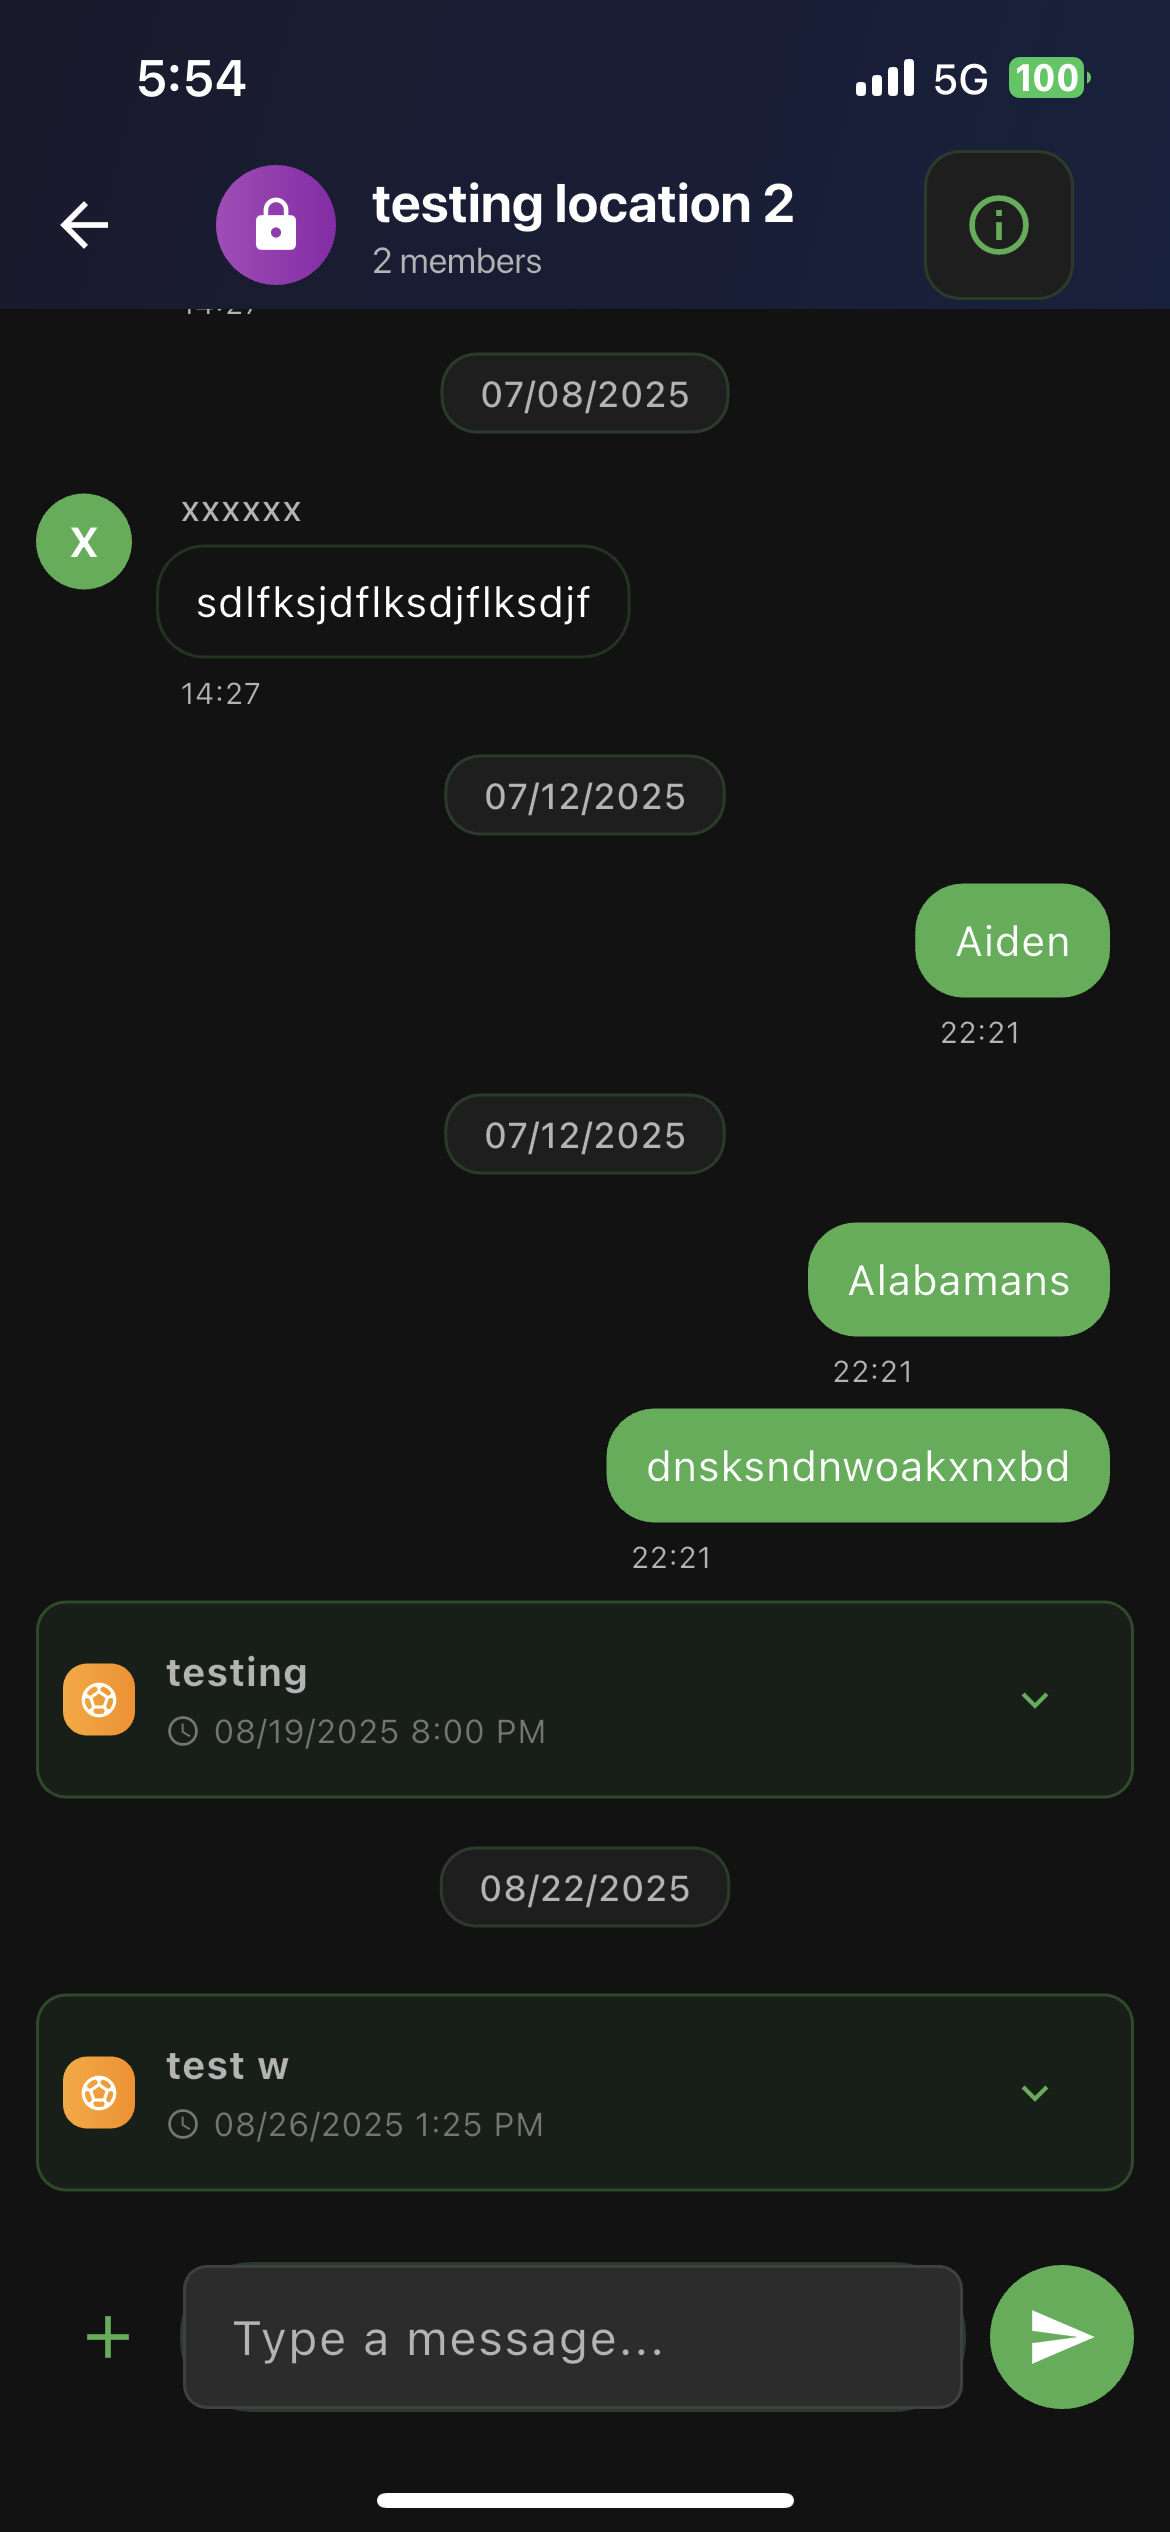 5:54
5G 100
testing location 2
2 members
07/08/2025
xxxxxx
X
sdlfksjdflksdjflksdjf
14:27
07/12/2025
Aiden
22:21
07/12/2025
Alabamans
22:21
dnsksndnwoakxnxbd
22:21
testing
08/19/2025 8:00 PM
08/22/2025
test w
08/26/2025 1:25 PM
Type a message...